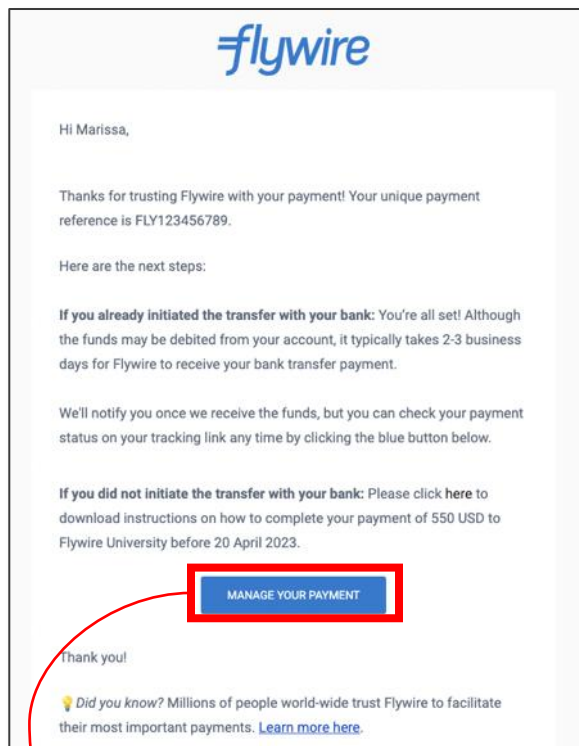 flywire
Hi Marissa,
Thanks for trusting Flywire with your payment! Your unique payment
reference is FLY123456789.
Here are the next steps:
If you already initiated the transfer with your bank: You're all set! Although
the funds may be debited from your account, it typically takes 2-3 business
days for Flywire to receive your bank transfer payment.
We'll notify you once we receive the funds, but you can check your payment
status on your tracking link any time by clicking the blue button below.
If you did not initiate the transfer with your bank: Please click here to
download instructions on how to complete your payment of 550 USD to
Flywire University before 20 April 2023.
MANAGE YOUR PAYMENT
Thank you!
💡 Did you know? Millions of people world-wide trust Flywire to facilitate
their most important payments. Learn more here.